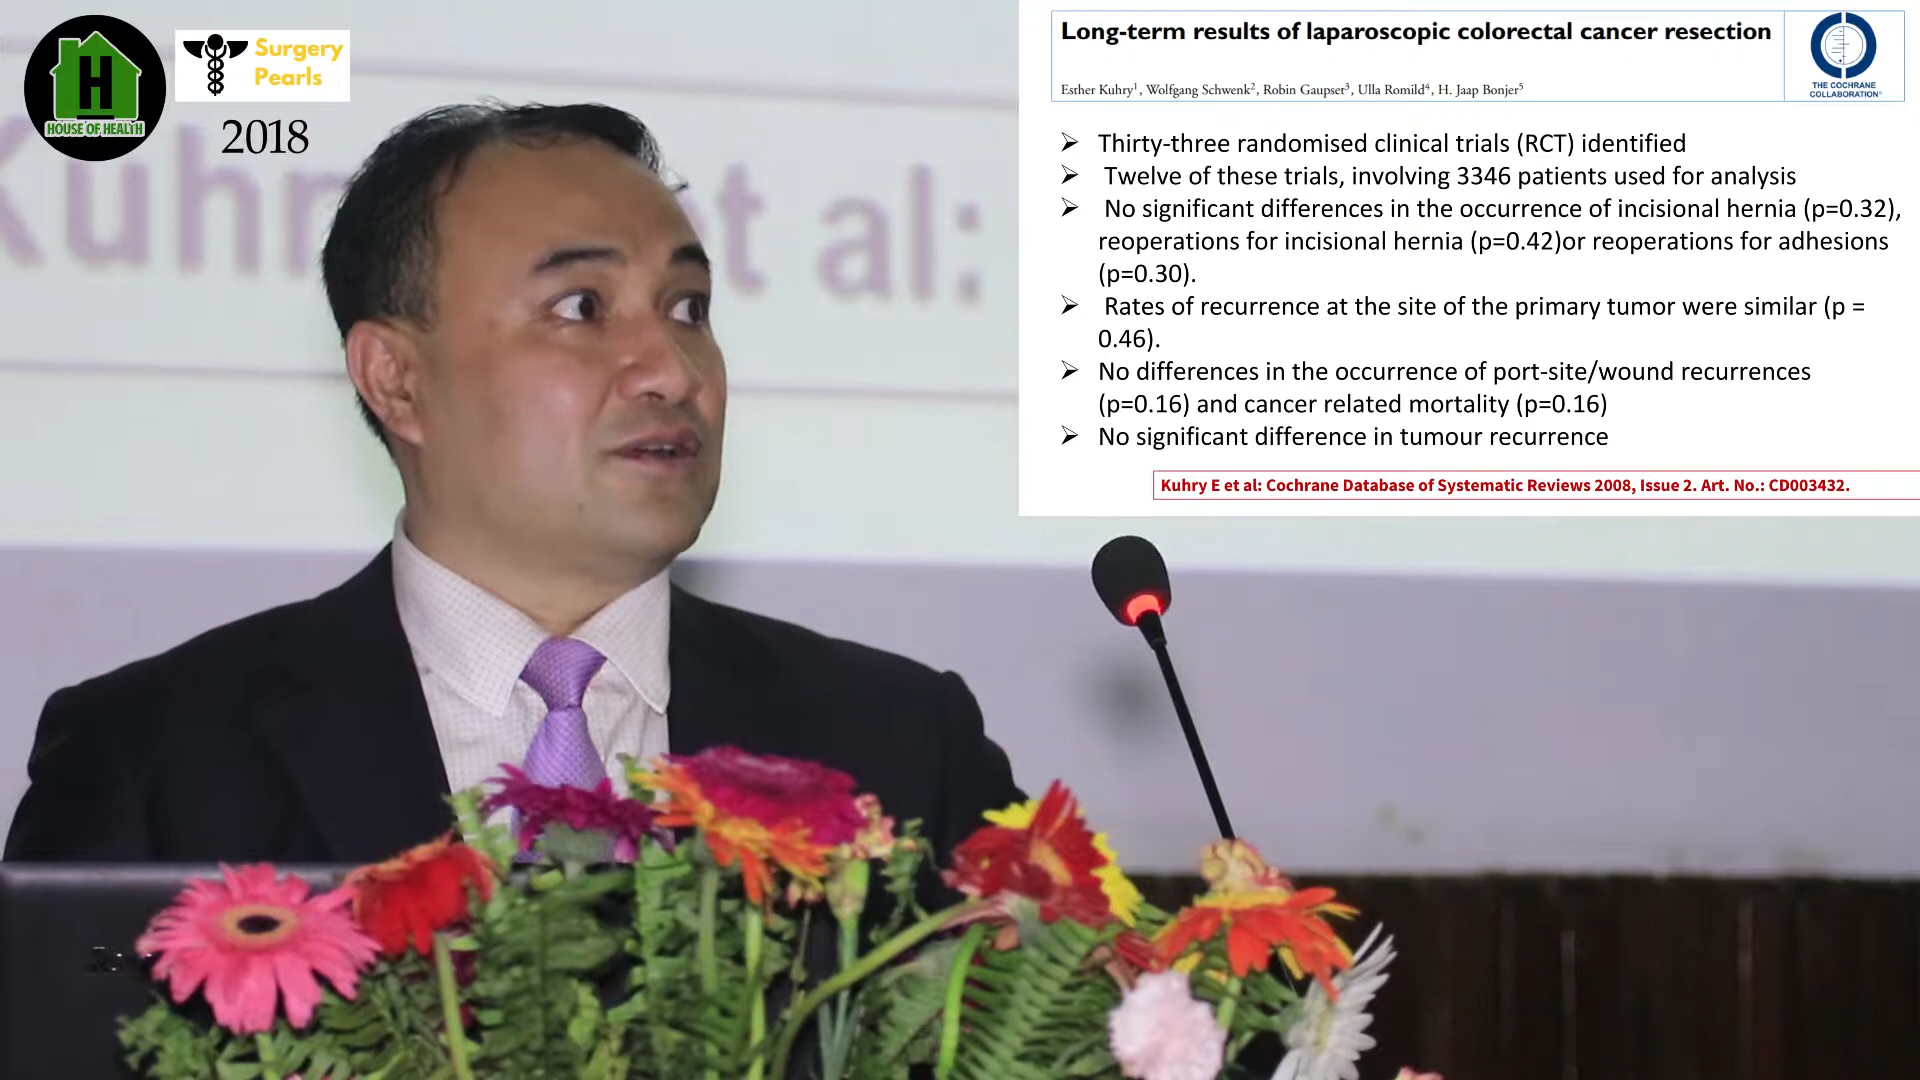 HOUSE OF HEALTH
H
Surgery
Pearls
2018
Long-term results of laparoscopic colorectal cancer resection
Esther Kuhry1, Wolfgang Schwenk2, Robin Gaupset3, Ulla Romild4, H. Jaap Bonjer5
THE COCHRANE
COLLABORATION®
➢ Thirty-three randomised clinical trials (RCT) identified
➢ Twelve of these trials, involving 3346 patients used for analysis
➢ No significant differences in the occurrence of incisional hernia (p=0.32),
reoperations for incisional hernia (p=0.42)or reoperations for adhesions
(p=0.30).
➢ Rates of recurrence at the site of the primary tumor were similar (p =
0.46).
➢ No differences in the occurrence of port-site/wound recurrences
(p=0.16) and cancer related mortality (p=0.16)
➢ No significant difference in tumour recurrence
Kuhry E et al: Cochrane Database of Systematic Reviews 2008, Issue 2. Art. No.: CD003432.
Kuhr
t al: